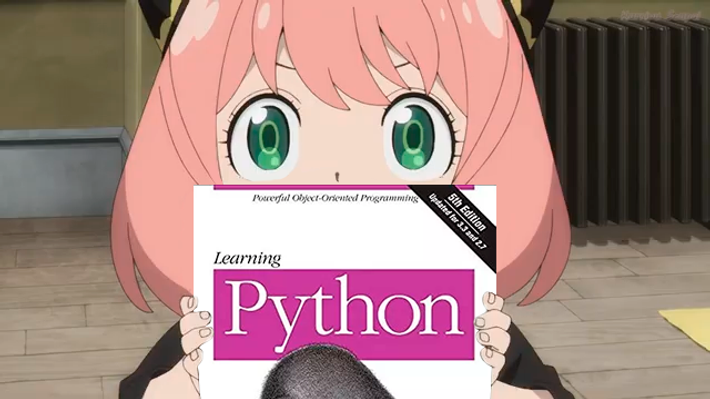 Powerful Object-Oriented Programming
5th Edition
Updated for 3.3 and 2.7
Learning
Python